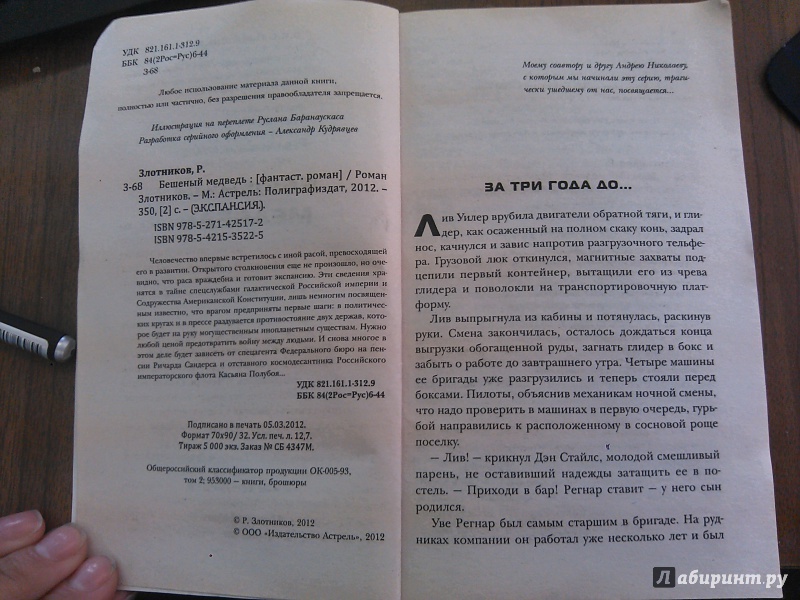 УДК 821.161.1-312.9
ББК 84(2Рос=Рус)6-44
З-68
Любое использование материала данной книги,
полностью или частично, без разрешения правообладателя запрещается.
Иллюстрация на переплете Руслана Баранаускаса
Разработка серийного оформления – Александр Кудрявцев
Злотников, Р.
З-68 Бешеный медведь : [фантаст. роман] / Роман
Злотников. – М.: Астрель: Полиграфиздат, 2012. –
350, [2] с. – (ЭКСПАНСИЯ.)
ISBN 978-5-271-42517-2
ISBN 978-5-4215-3522-5
Человечество впервые встретилось с иной расой, превосходящей
его в развитии. Открытого столкновения еще не произошло, но оче-
видно, что раса враждебна и готовит экспансию. Эти сведения хра-
нятся в тайне спецслужбами галактической Российской империи и
Содружества Американской Конституции, лишь немногим посвящен-
ным известно, что врагом предприняты первые шаги: в политичес-
ких кругах и в прессе раздувается противостояние двух держав, кото-
рое будет на руку могущественным инопланетным существам. Нужно
любой ценой предотвратить войну между людьми. И снова многое в
этом деле будет зависеть от спецагента Федерального бюро на пен-
сии Ричарда Сандерса и отставного космодесантника Российского
императорского флота Касьяна Полубоя...
УДК 821.161.1-312.9
ББК 84(2Рос=Рус)6-44
Подписано в печать 05.03.2012.
Формат 70х90/ 32. Усл. печ. л. 12,7.
Тираж 5 000 экз. Заказ № СБ 4347М.
Общероссийский классификатор продукции ОК-005-93,
том 2; 953000 – книги, брошюры
© Р. Злотников, 2012
© ООО «Издательство Астрель», 2012
Моему соавтору и другу Андрею Николаеву,
с которым мы начинали эту серию, траги-
чески ушедшему от нас, посвящается...
ЗА ТРИ ГОДА ДО...
Лив Уилер врубила двигатели обратной тяги, и гли-
дер, как осаженный на полном скаку конь, задрал
нос, качнулся и завис напротив разгрузочного тельфе-
ра. Грузовой люк откинулся, магнитные захваты под-
цепили первый контейнер, вытащили его из чрева
глидера и поволокли на транспортировочную плат-
форму.
Лив выпрыгнула из кабины и потянулась, раскинув
руки. Смена закончилась, осталось дождаться конца
выгрузки обогащенной руды, загнать глидер в бокс и
забыть о работе до завтрашнего утра. Четыре машины
ее бригады уже разгрузились и теперь стояли перед
боксами. Пилоты, объяснив механикам ночной смены,
что надо проверить в машинах в первую очередь, гурь-
бой направились к расположенному в сосновой роще
поселку.
— Лив! — крикнул Дэн Стайлс, молодой смешливый
парень, не оставивший надежды затащить ее в по-
стель. — Приходи в бар! Регнар ставит — у него сын
родился.
Уве Регнар был самым старшим в бригаде. На руд-
никах компании он работал уже несколько лет и был
Лабиринт.ру